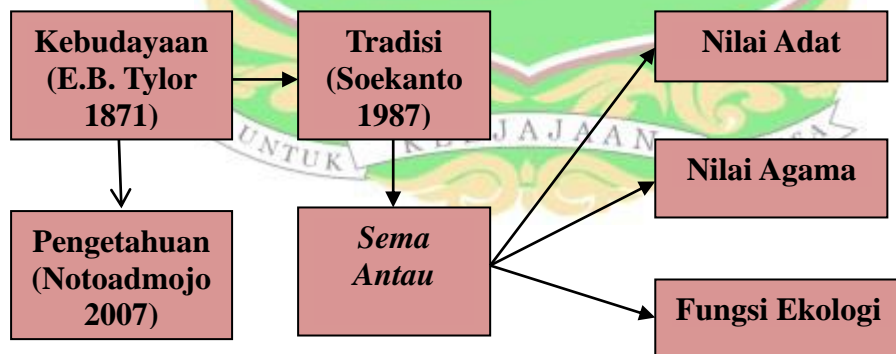 Kebudayaan
(E.B. Tylor
1871)
Tradisi
(Soekanto
1987)
Nilai Adat
UNTUK
JAJAAN
Nilai Agama
Pengetahuan
(Notoadmojo
2007)
Sema
Antau
Fungsi Ekologi